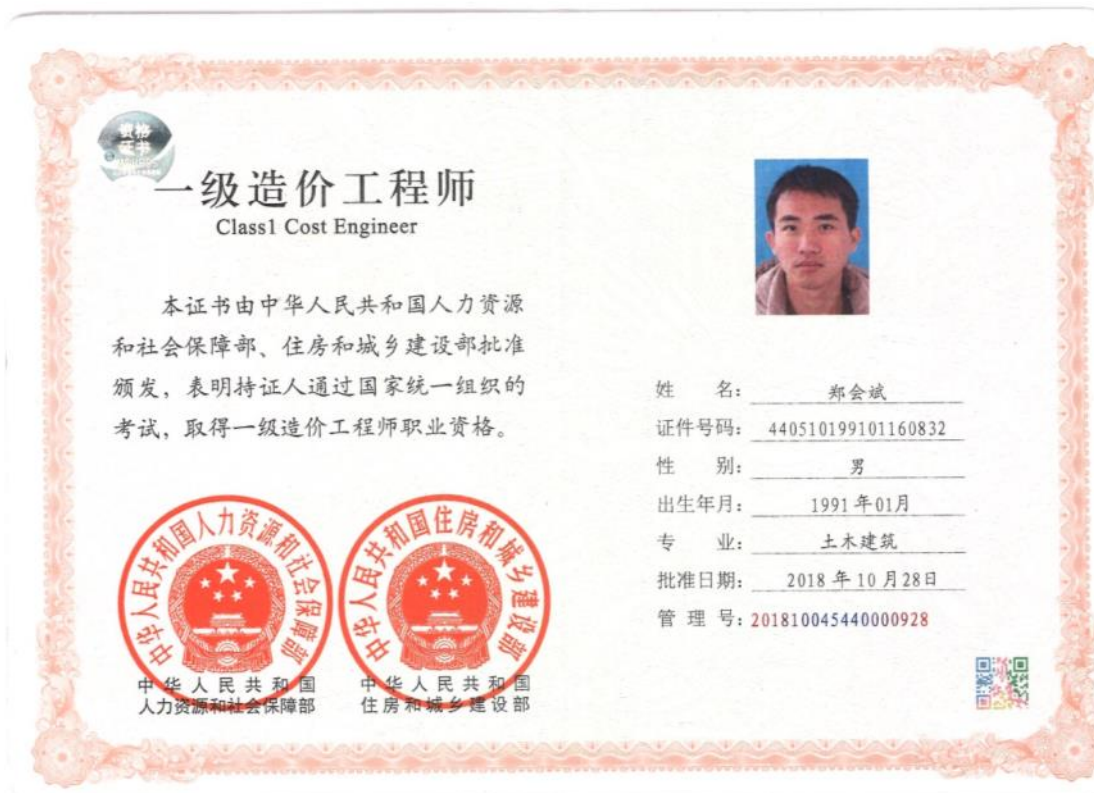 资格
证书
一级造价工程师
Class1 Cost Engineer
本证书由中华人民共和国人力资源
和社会保障部、住房和城乡建设部批准
颁发，表明持证人通过国家统一组织的
考试，取得一级造价工程师职业资格。
中华人民共和国人力资源和社会保障部
中华人民共和国住房和城乡建设部
中华人民共和国
人力资源和社会保障部
中华人民共和国
住房和城乡建设部
姓 名：郑会斌
证件号码：440510199101160832
性 别：男
出生年月：1991年01月
专 业：土木建筑
批准日期：2018年10月28日
管 理 号：201810045440000928